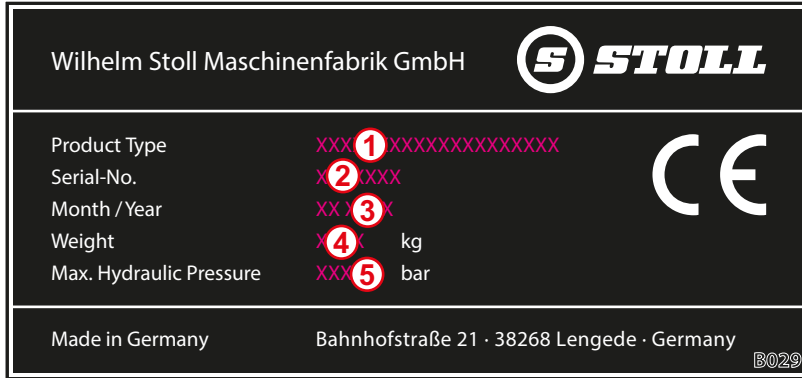 Wilhelm Stoll Maschinenfabrik GmbH S STOLL
Product Type XXX 1 XXXXXXXXXXXXXX CE
Serial-No. X 2 XXXX
Month / Year XX X 3 X
Weight X 4 X kg
Max. Hydraulic Pressure XXX 5 bar
Made in Germany Bahnhofstraße 21 · 38268 Lengede · Germany
B029